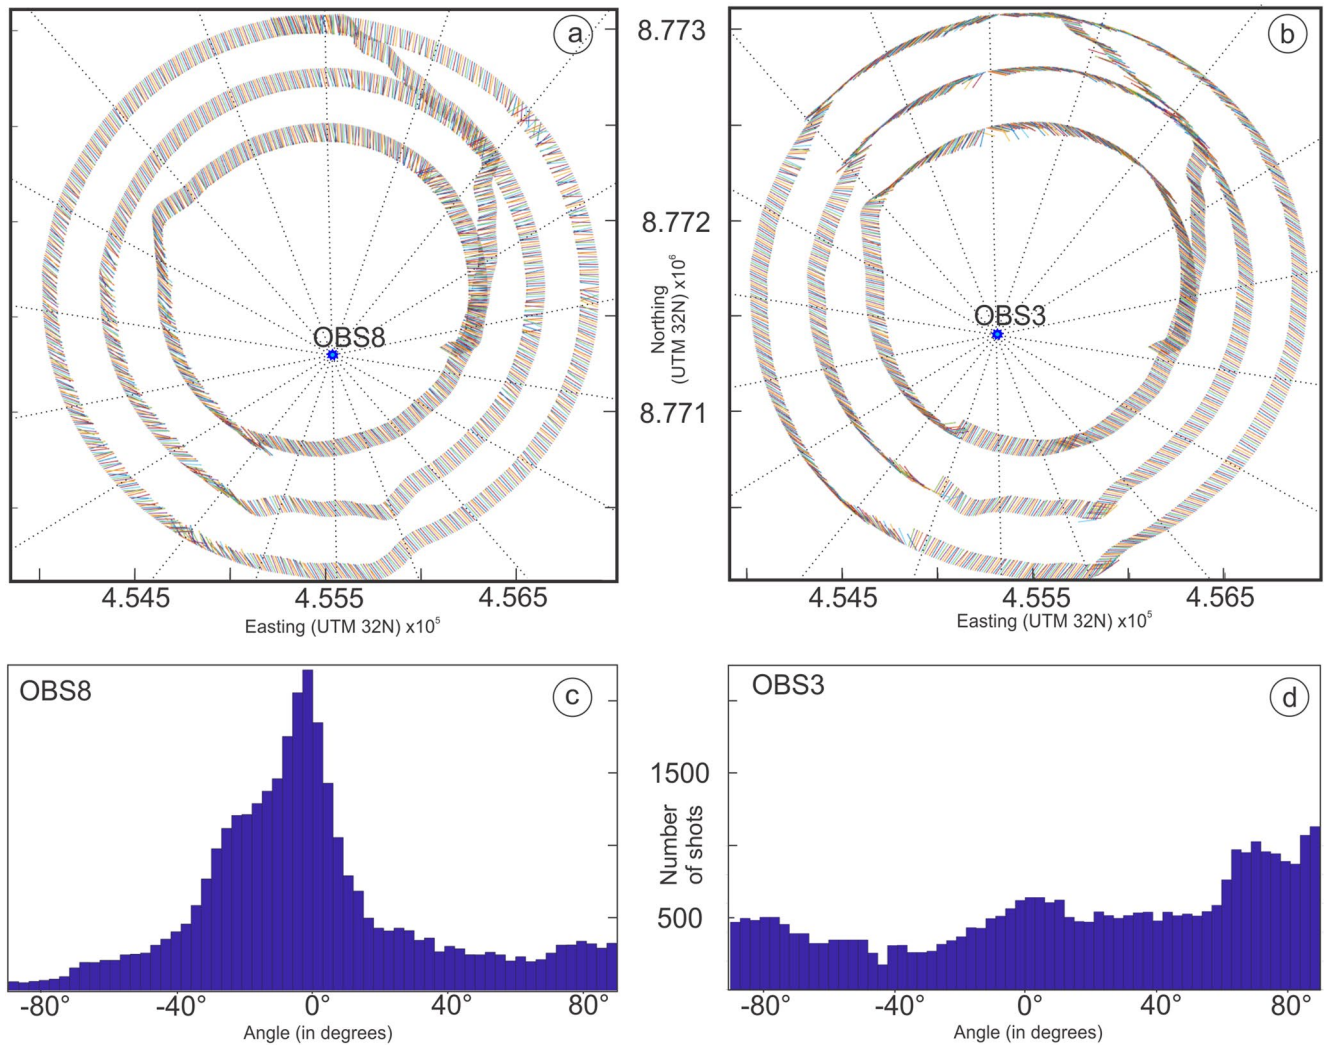 a
b
8.773
8.772
8.771
Northing
(UTM 32N) x10⁶
OBS8
OBS3
4.545
4.555
4.565
4.545
4.555
4.565
Easting (UTM 32N) x10⁵
Easting (UTM 32N) x10⁵
OBS8
c
OBS3
d
1500
500
Number
of shots
-80°
-40°
0
40
80
-80°
-40°
0°
40°
80°
Angle (in degrees)
Angle (in degrees)